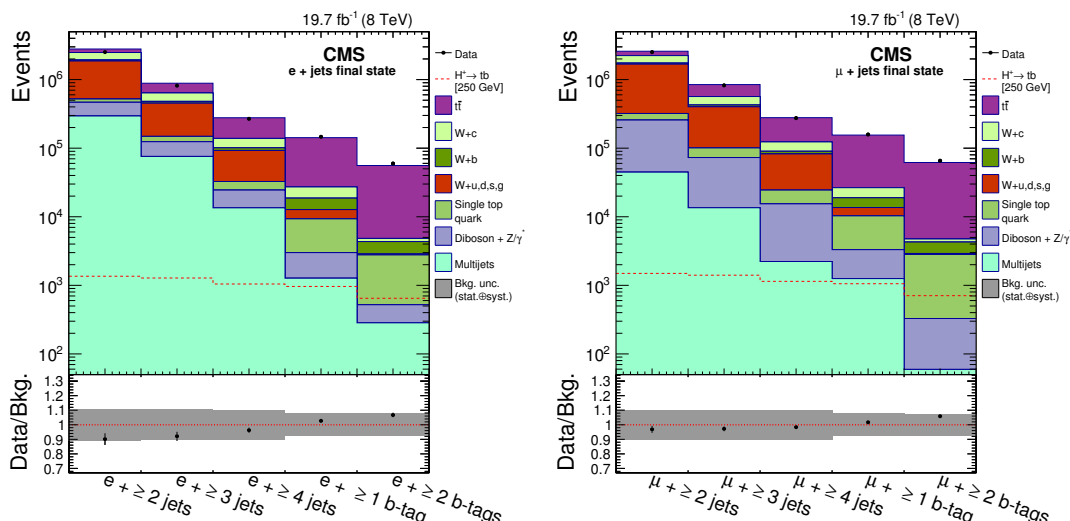 19.7 fb⁻¹ (8 TeV)
Events
CMS
e + jets final state
10⁶
10⁵
10⁴
10³
10²
Data
H⁺→ tb
[250 GeV]
tt̄
W+c
W+b
W+u,d,s,g
Single top
quark
Diboson + Z/γ*
Multijets
Bkg. unc.
(stat.⊕syst.)
Data/Bkg.
1.3
1.2
1.1
1
0.9
0.8
0.7
e + ≥ 2 jets
e + ≥ 3 jets
e + ≥ 4 jets
e + ≥ 1 b-tag
e + ≥ 2 b-tags
19.7 fb⁻¹ (8 TeV)
Events
CMS
μ + jets final state
10⁶
10⁵
10⁴
10³
10²
Data
H⁺→ tb
[250 GeV]
tt̄
W+c
W+b
W+u,d,s,g
Single top
quark
Diboson + Z/γ*
Multijets
Bkg. unc.
(stat.⊕syst.)
Data/Bkg.
1.3
1.2
1.1
1
0.9
0.8
0.7
μ + ≥ 2 jets
μ + ≥ 3 jets
μ + ≥ 4 jets
μ + ≥ 1 b-tag
μ + ≥ 2 b-tags